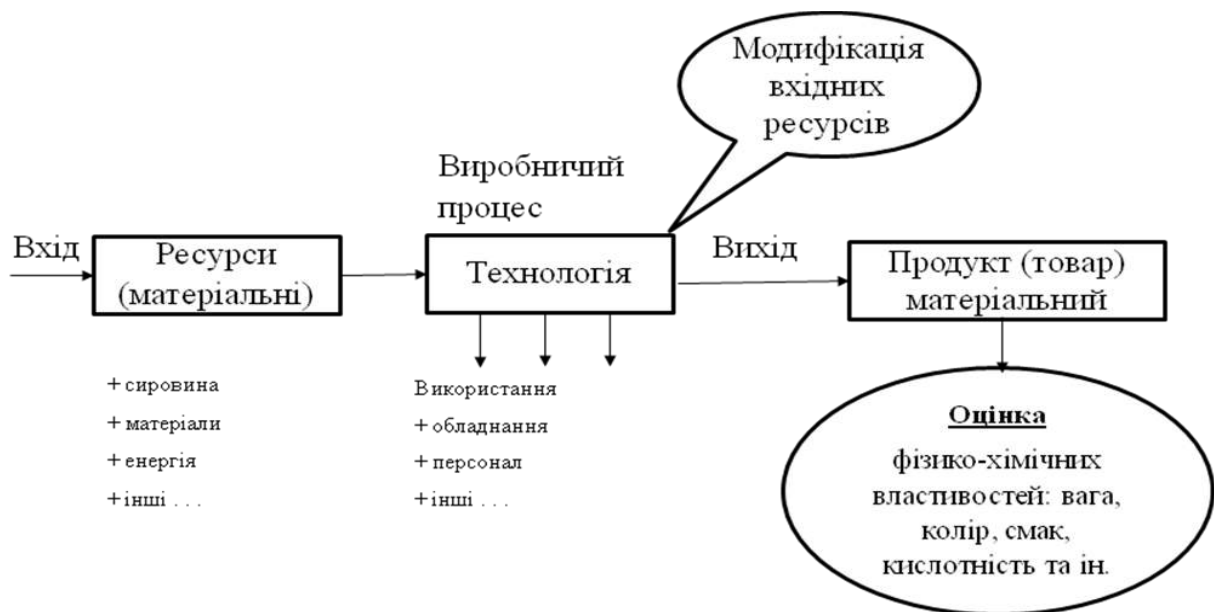 Модифікація
вхідних
ресурсів
Виробничий
процес
Вхід
Ресурси
(матеріальні)
Технологія
Вихід
Продукт (товар)
матеріальний
+сировина
+матеріали
+енергія
+інші . . .
Використання
+обладнання
+персонал
+інші . . .
Оцінка
фізико-хімічних
властивостей: вага,
колір, смак,
кислотність та ін.